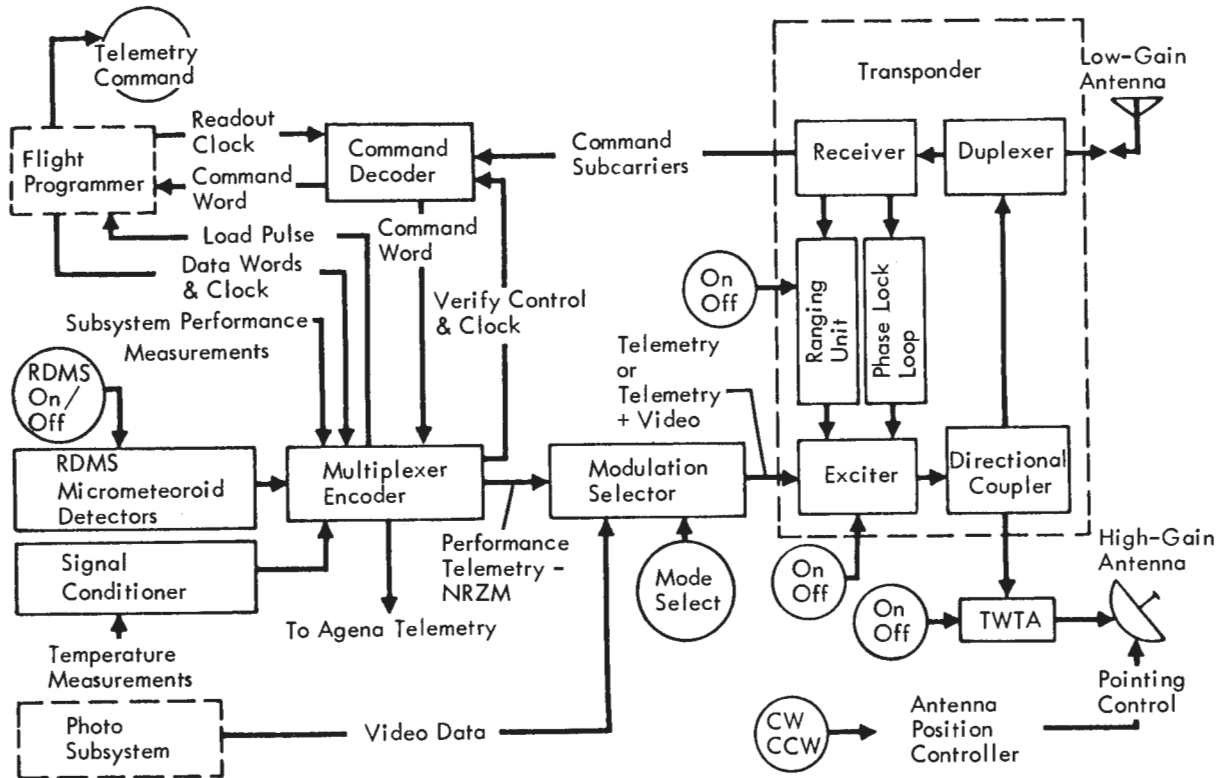 Telemetry
Command
Transponder
Low-Gain
Antenna
Flight
Programmer
Readout
Clock
Command
Word
Command
Decoder
Command
Subcarriers
Receiver
Duplexer
Load Pulse
Data Words
& Clock
Command
Word
Verify Control
& Clock
On
Off
Ranging
Unit
Phase Lock
Loop
Subsystem Performance
Measurements
RDMS
On/
Off
Telemetry
or
Telemetry
+ Video
RDMS
Micrometeoroid
Detectors
Multiplexer
Encoder
Modulation
Selector
Exciter
Directional
Coupler
Signal
Conditioner
Performance
Telemetry -
NRZM
Mode
Select
On
Off
High-Gain
Antenna
To Agena Telemetry
On
Off
TWTA
Temperature
Measurements
Pointing
Control
Photo
Subsystem
Video Data
CW
CCW
Antenna
Position
Controller